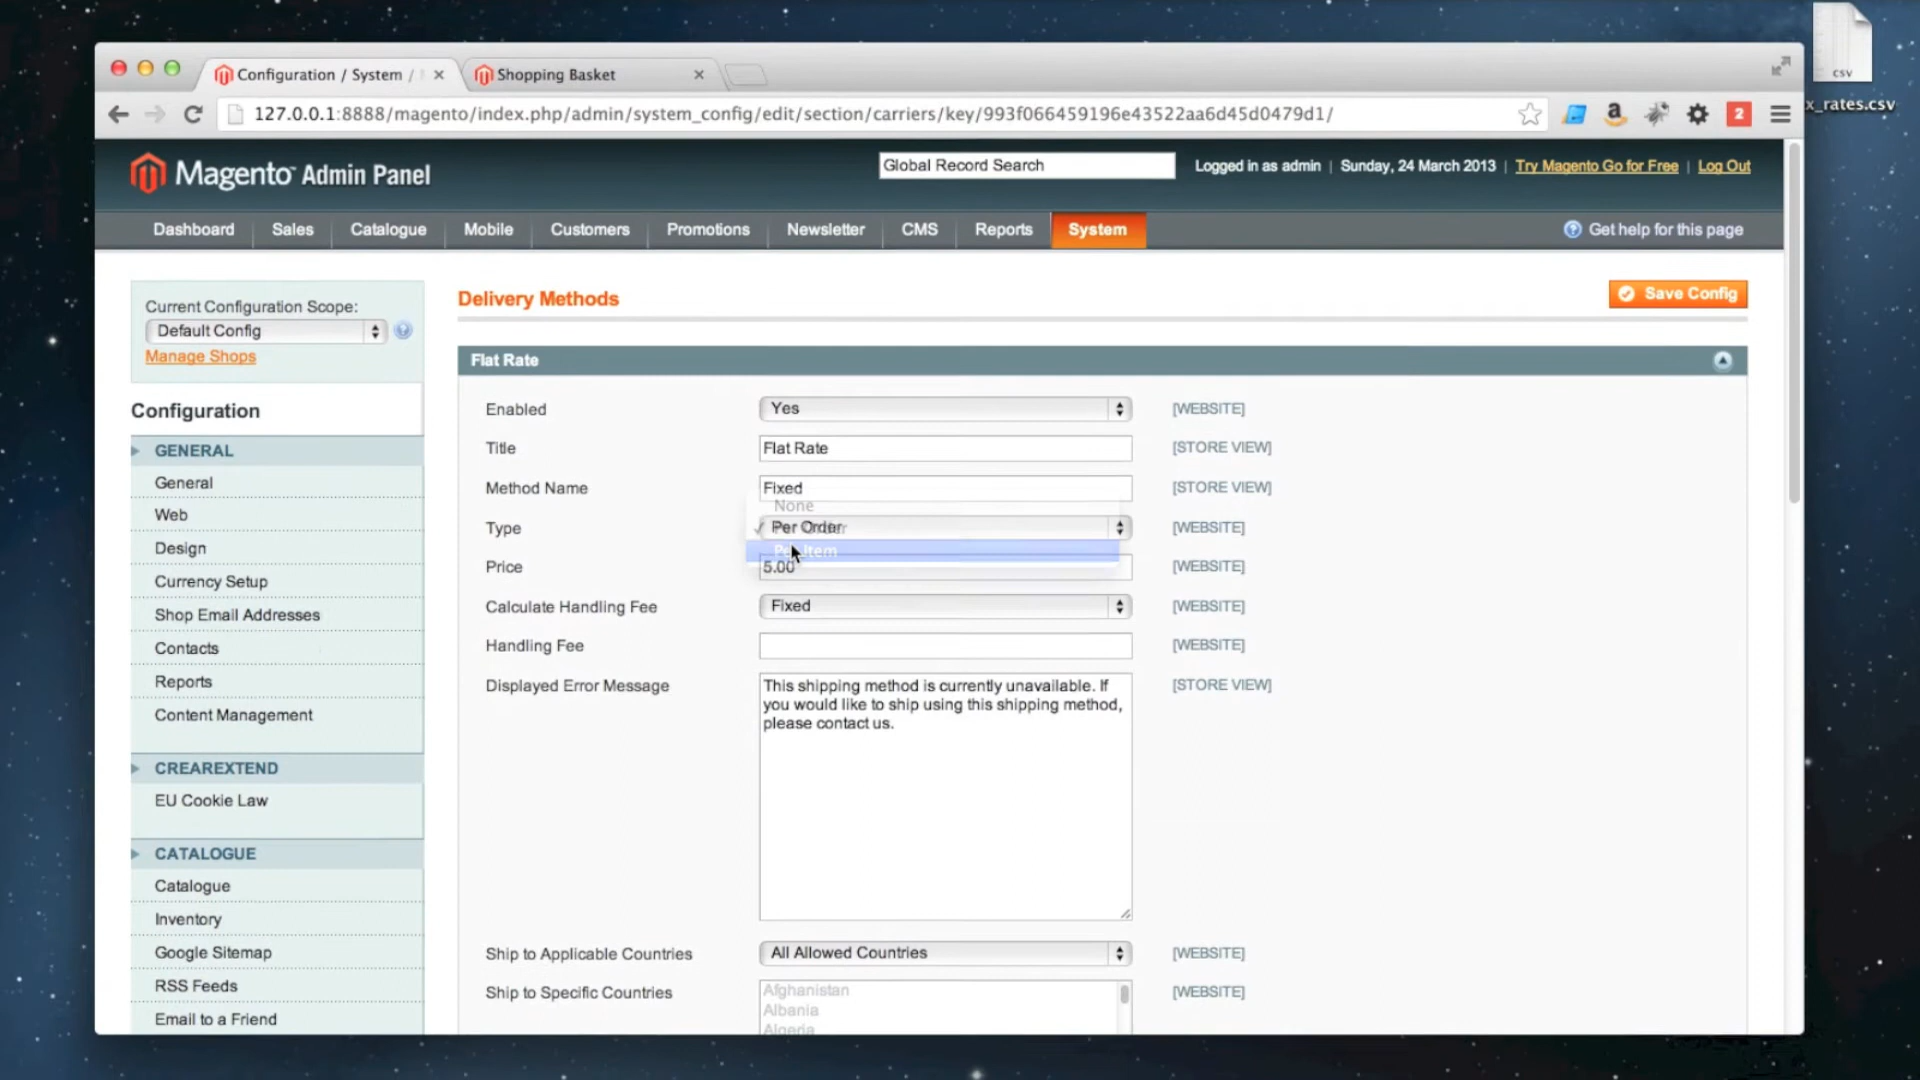 csv
x_rates.csv
Configuration / System /
Shopping Basket
127.0.0.1:8888/magento/index.php/admin/system_config/edit/section/carriers/key/993f066459196e43522aa6d45d0479d1/
2
Magento Admin Panel
Global Record Search
Logged in as admin | Sunday, 24 March 2013 | Try Magento Go for Free | Log Out
Dashboard
Sales
Catalogue
Mobile
Customers
Promotions
Newsletter
CMS
Reports
System
Get help for this page
Current Configuration Scope:
Default Config
Manage Shops
Configuration
GENERAL
General
Web
Design
Currency Setup
Shop Email Addresses
Contacts
Reports
Content Management
CREAREXTEND
EU Cookie Law
CATALOGUE
Catalogue
Inventory
Google Sitemap
RSS Feeds
Email to a Friend
Delivery Methods
Save Config
Flat Rate
Enabled
Yes
[WEBSITE]
Title
Flat Rate
[STORE VIEW]
Method Name
Fixed
[STORE VIEW]
None
Type
Per Order
[WEBSITE]
Per Item
Price
5.00
[WEBSITE]
Calculate Handling Fee
Fixed
[WEBSITE]
Handling Fee
[WEBSITE]
Displayed Error Message
This shipping method is currently unavailable. If
you would like to ship using this shipping method,
please contact us.
[STORE VIEW]
Ship to Applicable Countries
All Allowed Countries
[WEBSITE]
Ship to Specific Countries
Afghanistan
Albania
Algeria
[WEBSITE]